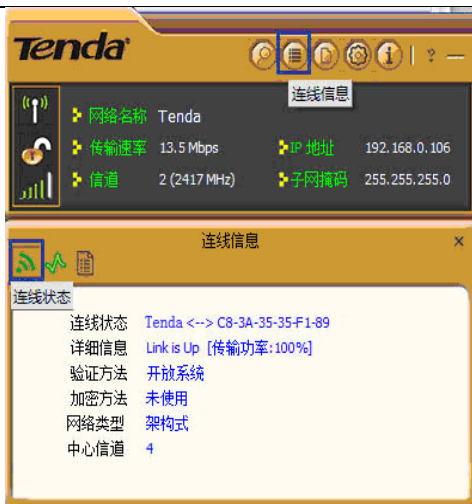 Tenda
? –
连线信息
网络名称 Tenda
传输速率 13.5 Mbps IP 地址 192.168.0.106
信道 2 (2417 MHz) 子网掩码 255.255.255.0
连线信息 ×
连线状态
连线状态 Tenda <--> C8-3A-35-35-F1-89
详细信息 Link is Up [传输功率:100%]
验证方法 开放系统
加密方法 未使用
网络类型 架构式
中心信道 4